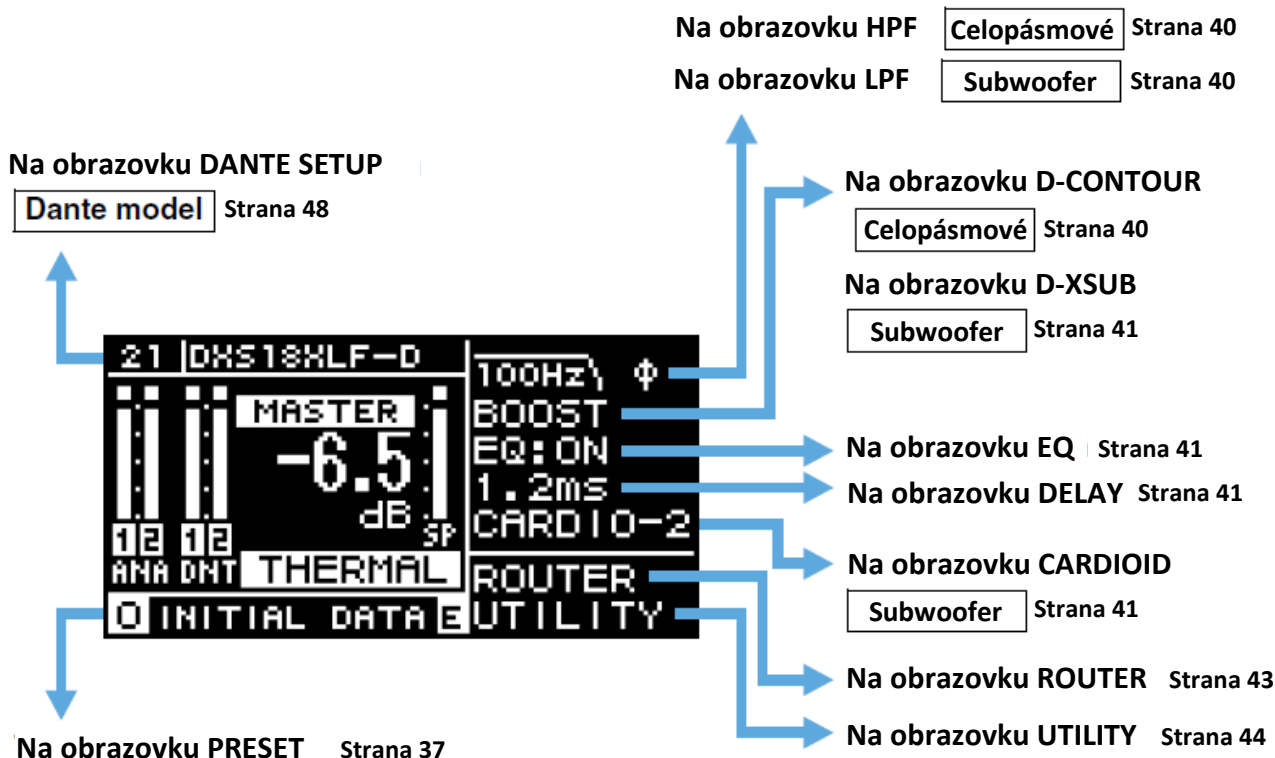 Na obrazovku HPF Celopásmové Strana 40
Na obrazovku LPF Subwoofer Strana 40
Na obrazovku DANTE SETUP
Dante model Strana 48
Na obrazovku D-CONTOUR
Celopásmové Strana 40
Na obrazovku D-XSUB
Subwoofer Strana 41
21 DXS18XLF-D
MASTER
-6.5
dB
1 2 1 2 SP
ANA DNT THERMAL
0 INITIAL DATA E
100Hz ϕ
BOOST
EQ:ON
1.2ms
CARDIO-2
ROUTER
UTILITY
Na obrazovku EQ Strana 41
Na obrazovku DELAY Strana 41
Na obrazovku CARDIOID
Subwoofer Strana 41
Na obrazovku ROUTER Strana 43
Na obrazovku UTILITY Strana 44
Na obrazovku PRESET Strana 37